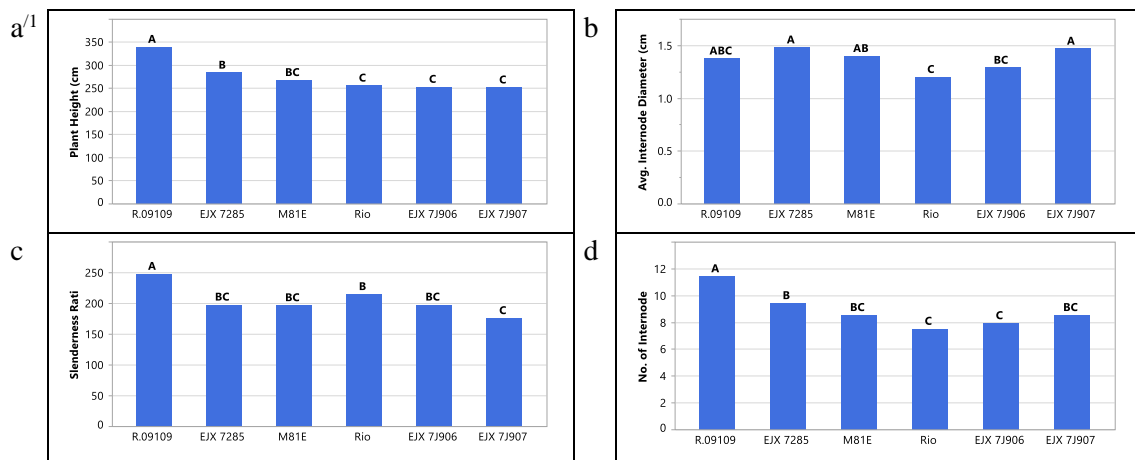 a/1
Plant Height (cm
350
300
250
200
150
100
50
0
A
B
BC
C
C
C
R.09109 EJX 7285 M81E Rio EJX 7J906 EJX 7J907
b
Avg. Internode Diameter (cm
1.5
1.0
0.5
0.0
ABC
A
AB
C
BC
A
R.09109 EJX 7285 M81E Rio EJX 7J906 EJX 7J907
c
Slenderness Rati
250
200
150
100
50
0
A
BC
BC
B
BC
C
R.09109 EJX 7285 M81E Rio EJX 7J906 EJX 7J907
d
No. of Internode
12
10
8
6
4
2
0
A
B
BC
C
C
BC
R.09109 EJX 7285 M81E Rio EJX 7J906 EJX 7J907